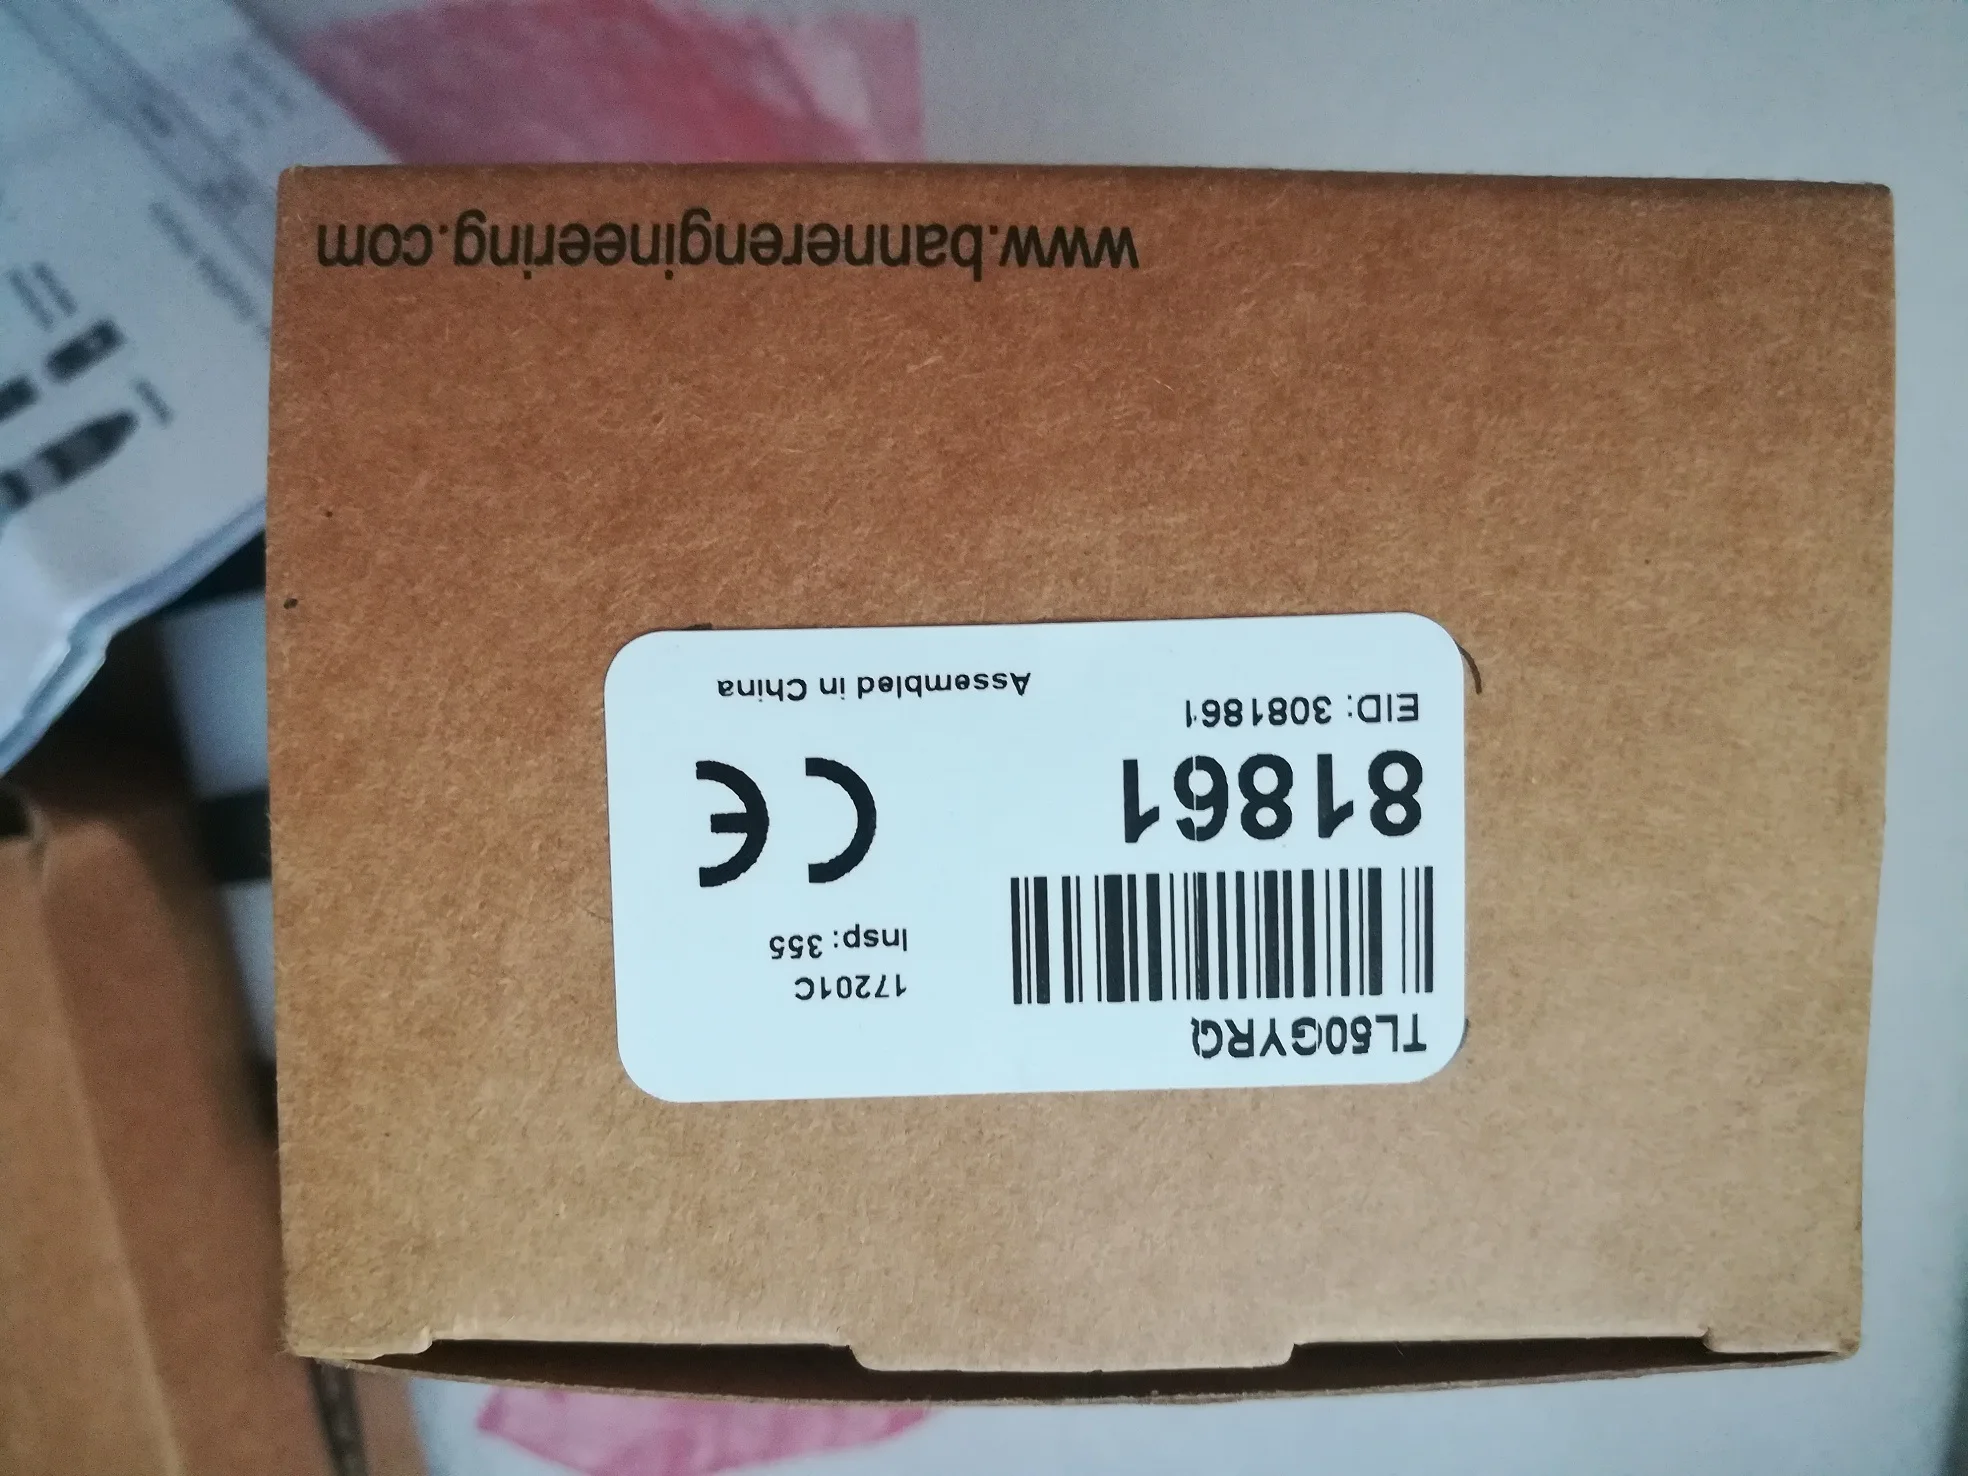 TL50GYRQ
17201C
Insp: 355
81861
CE
EID: 3081861
Assembled in China
www.bannerengineering.com